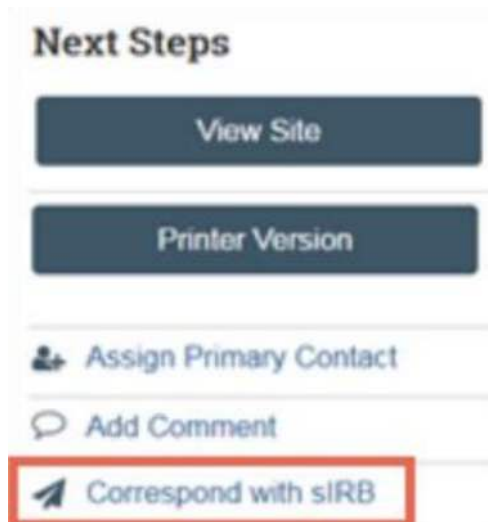 Next Steps
View Site
Printer Version
Assign Primary Contact
Add Comment
Correspond with sIRB